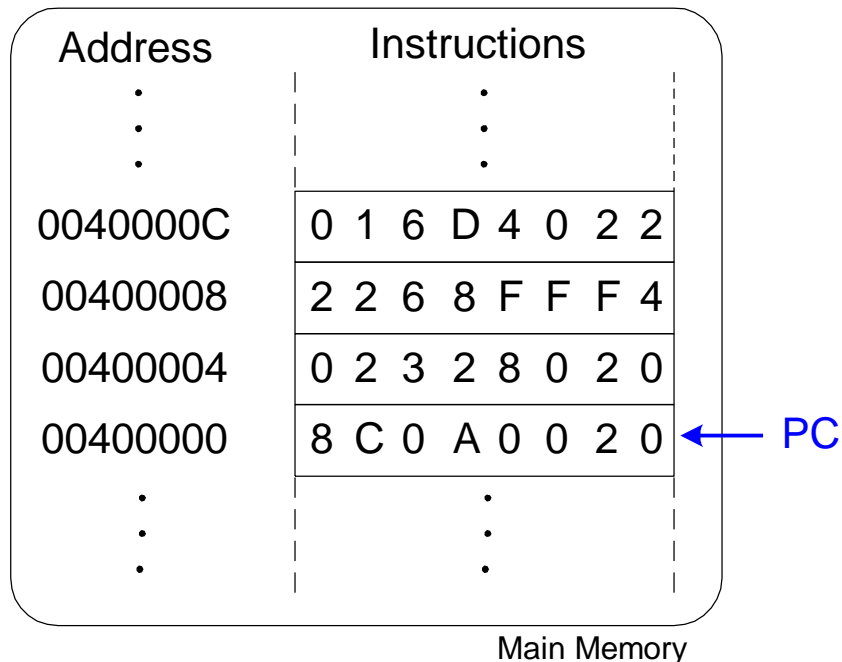 Address Instructions
0040000C 0 1 6 D 4 0 2 2
00400008 2 2 6 8 F F F 4
00400004 0 2 3 2 8 0 2 0
00400000 8 C 0 A 0 0 2 0 PC
Main Memory